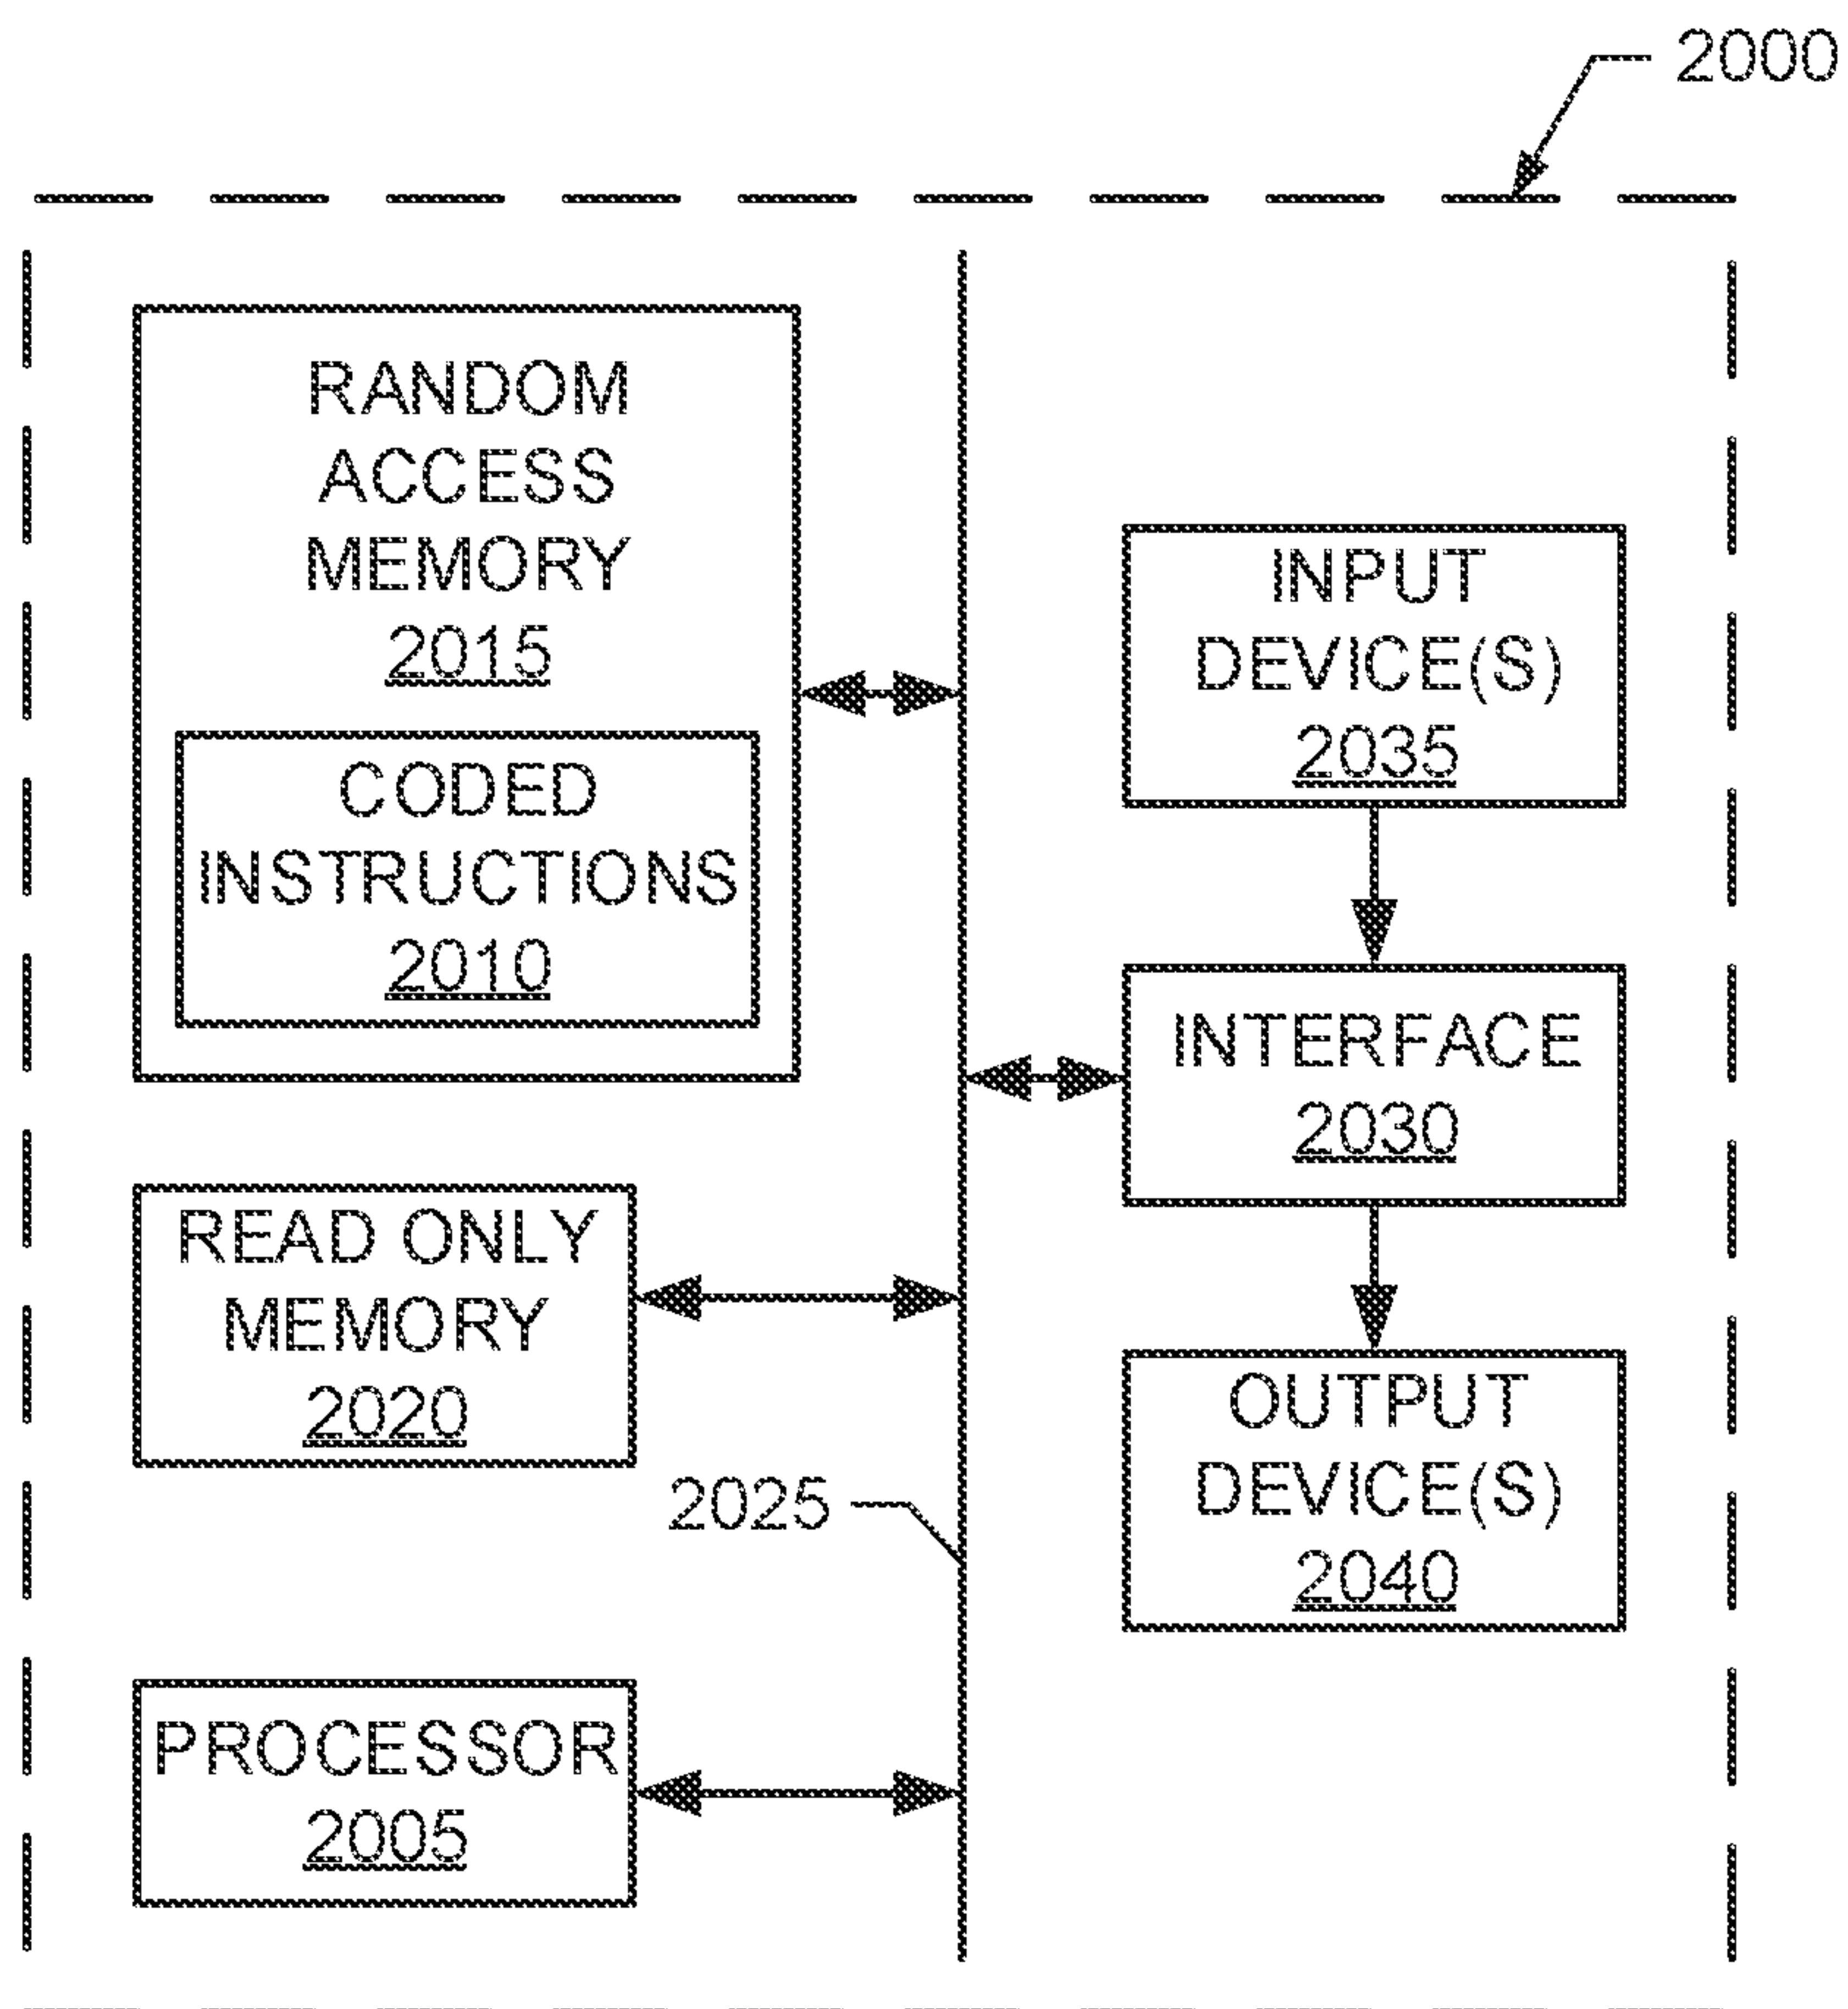 2000
RANDOM
ACCESS
MEMORY
2015
CODED
INSTRUCTIONS
2010
READ ONLY
MEMORY
2020
2025
PROCESSOR
2005
INPUT
DEVICE(S)
2035
INTERFACE
2030
OUTPUT
DEVICE(S)
2040